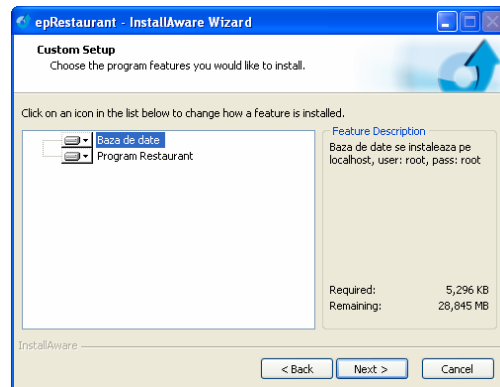 epRestaurant - InstallAware Wizard
Custom Setup
Choose the program features you would like to install.
Click on an icon in the list below to change how a feature is installed.
Baza de date
Program Restaurant
Feature Description
Baza de date se instaleaza pe
localhost, user: root, pass: root
Required: 5,296 KB
Remaining: 28,845 MB
InstallAware
< Back Next > Cancel